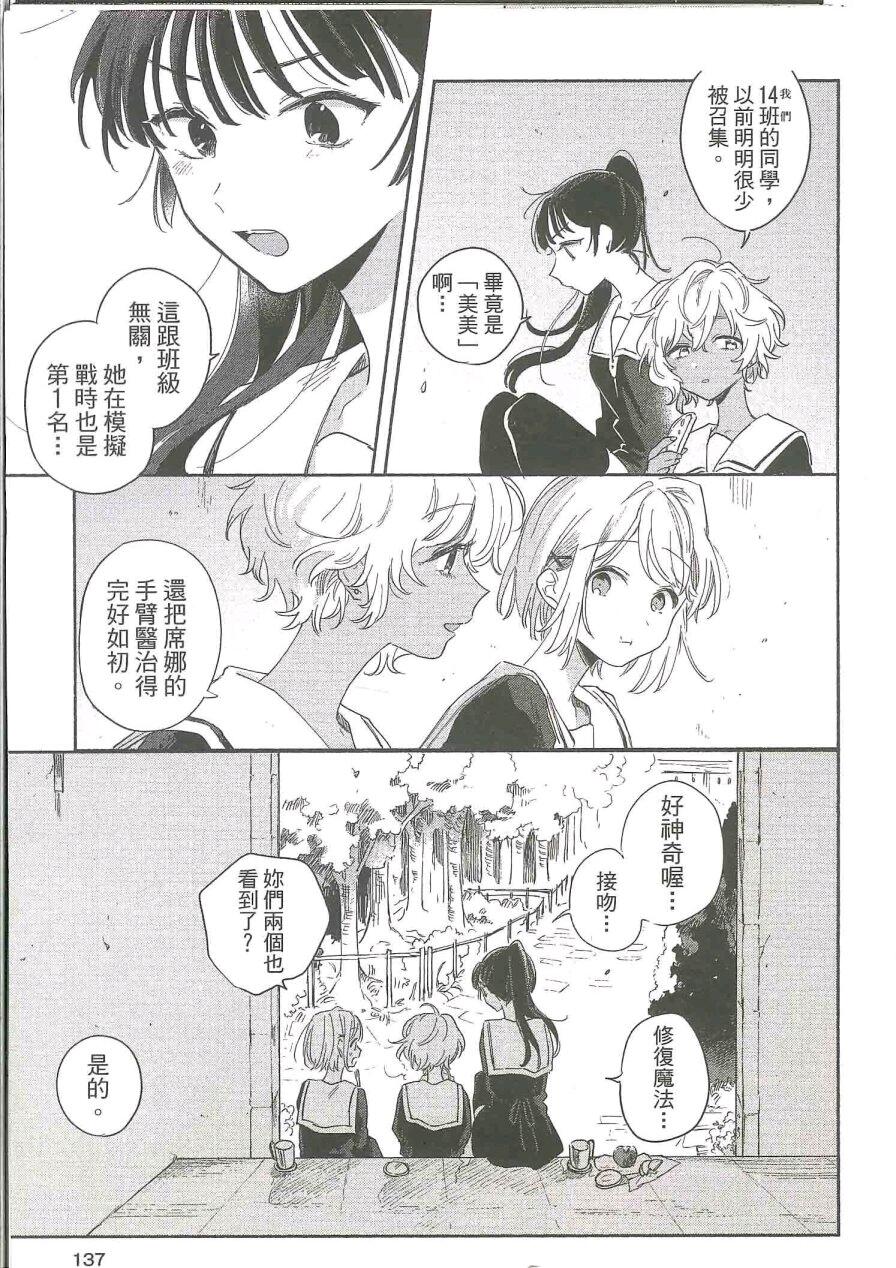 我們
14班的同學，
以前明明很少
被召集。
畢竟是
「美美」
啊…
這跟班級
無關，
她在模擬
戰時也是
第1名…
還把席娜的
手臂醫治得
完好如初。
好神奇喔…
接吻…
修復魔法…
妳們兩個也
看到了？
是的。
137